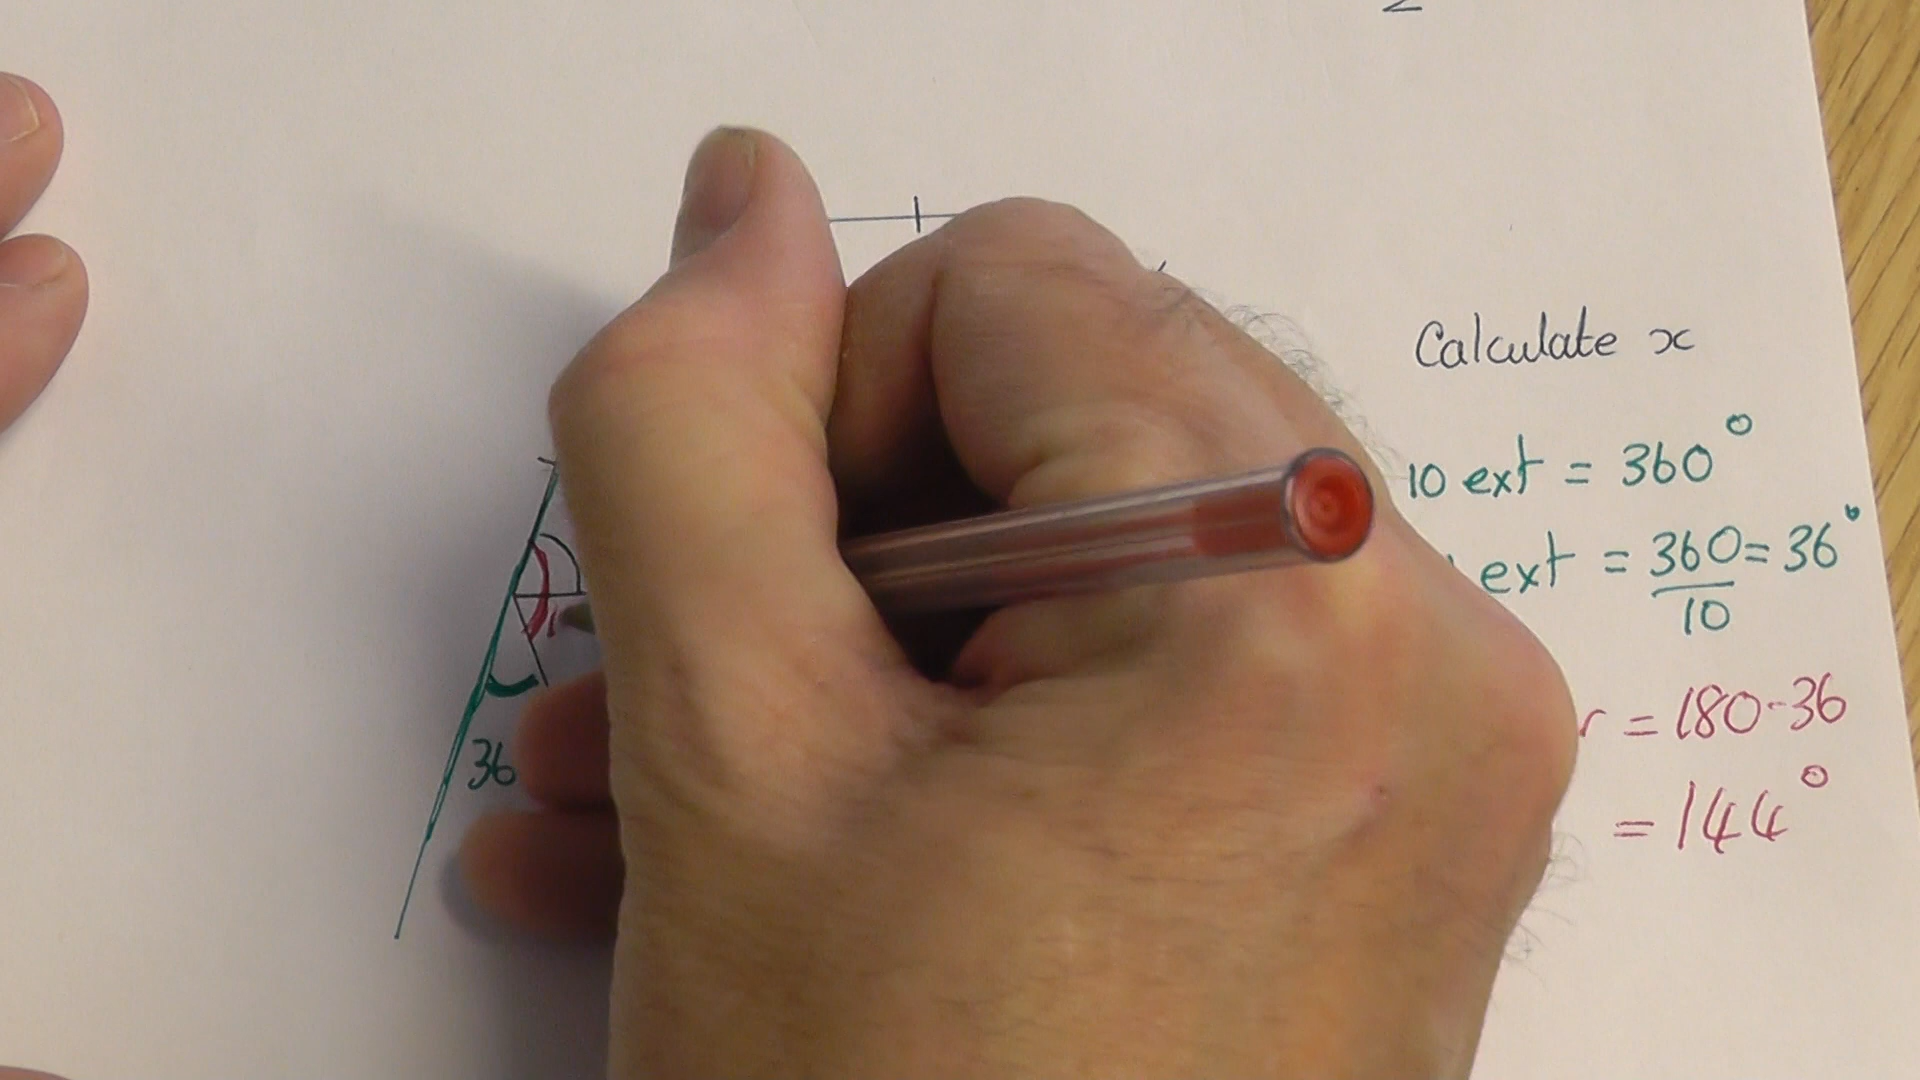 Calculate x
10 ext = 360°
ext = 360/10 = 36°
r = 180-36
= 144°
36